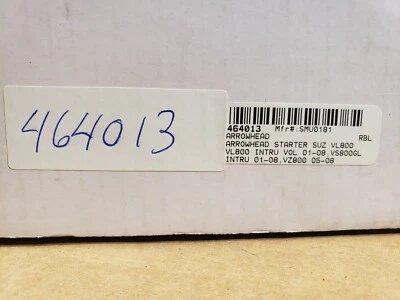 464013
464013 Mfr#:SMU0181
ARROWHEAD RBL
ARROWHEAD STARTER SUZ VL800
VL800 INTRU VOL 01-08,VS800GL
INTRU 01-08,VZ800 05-08